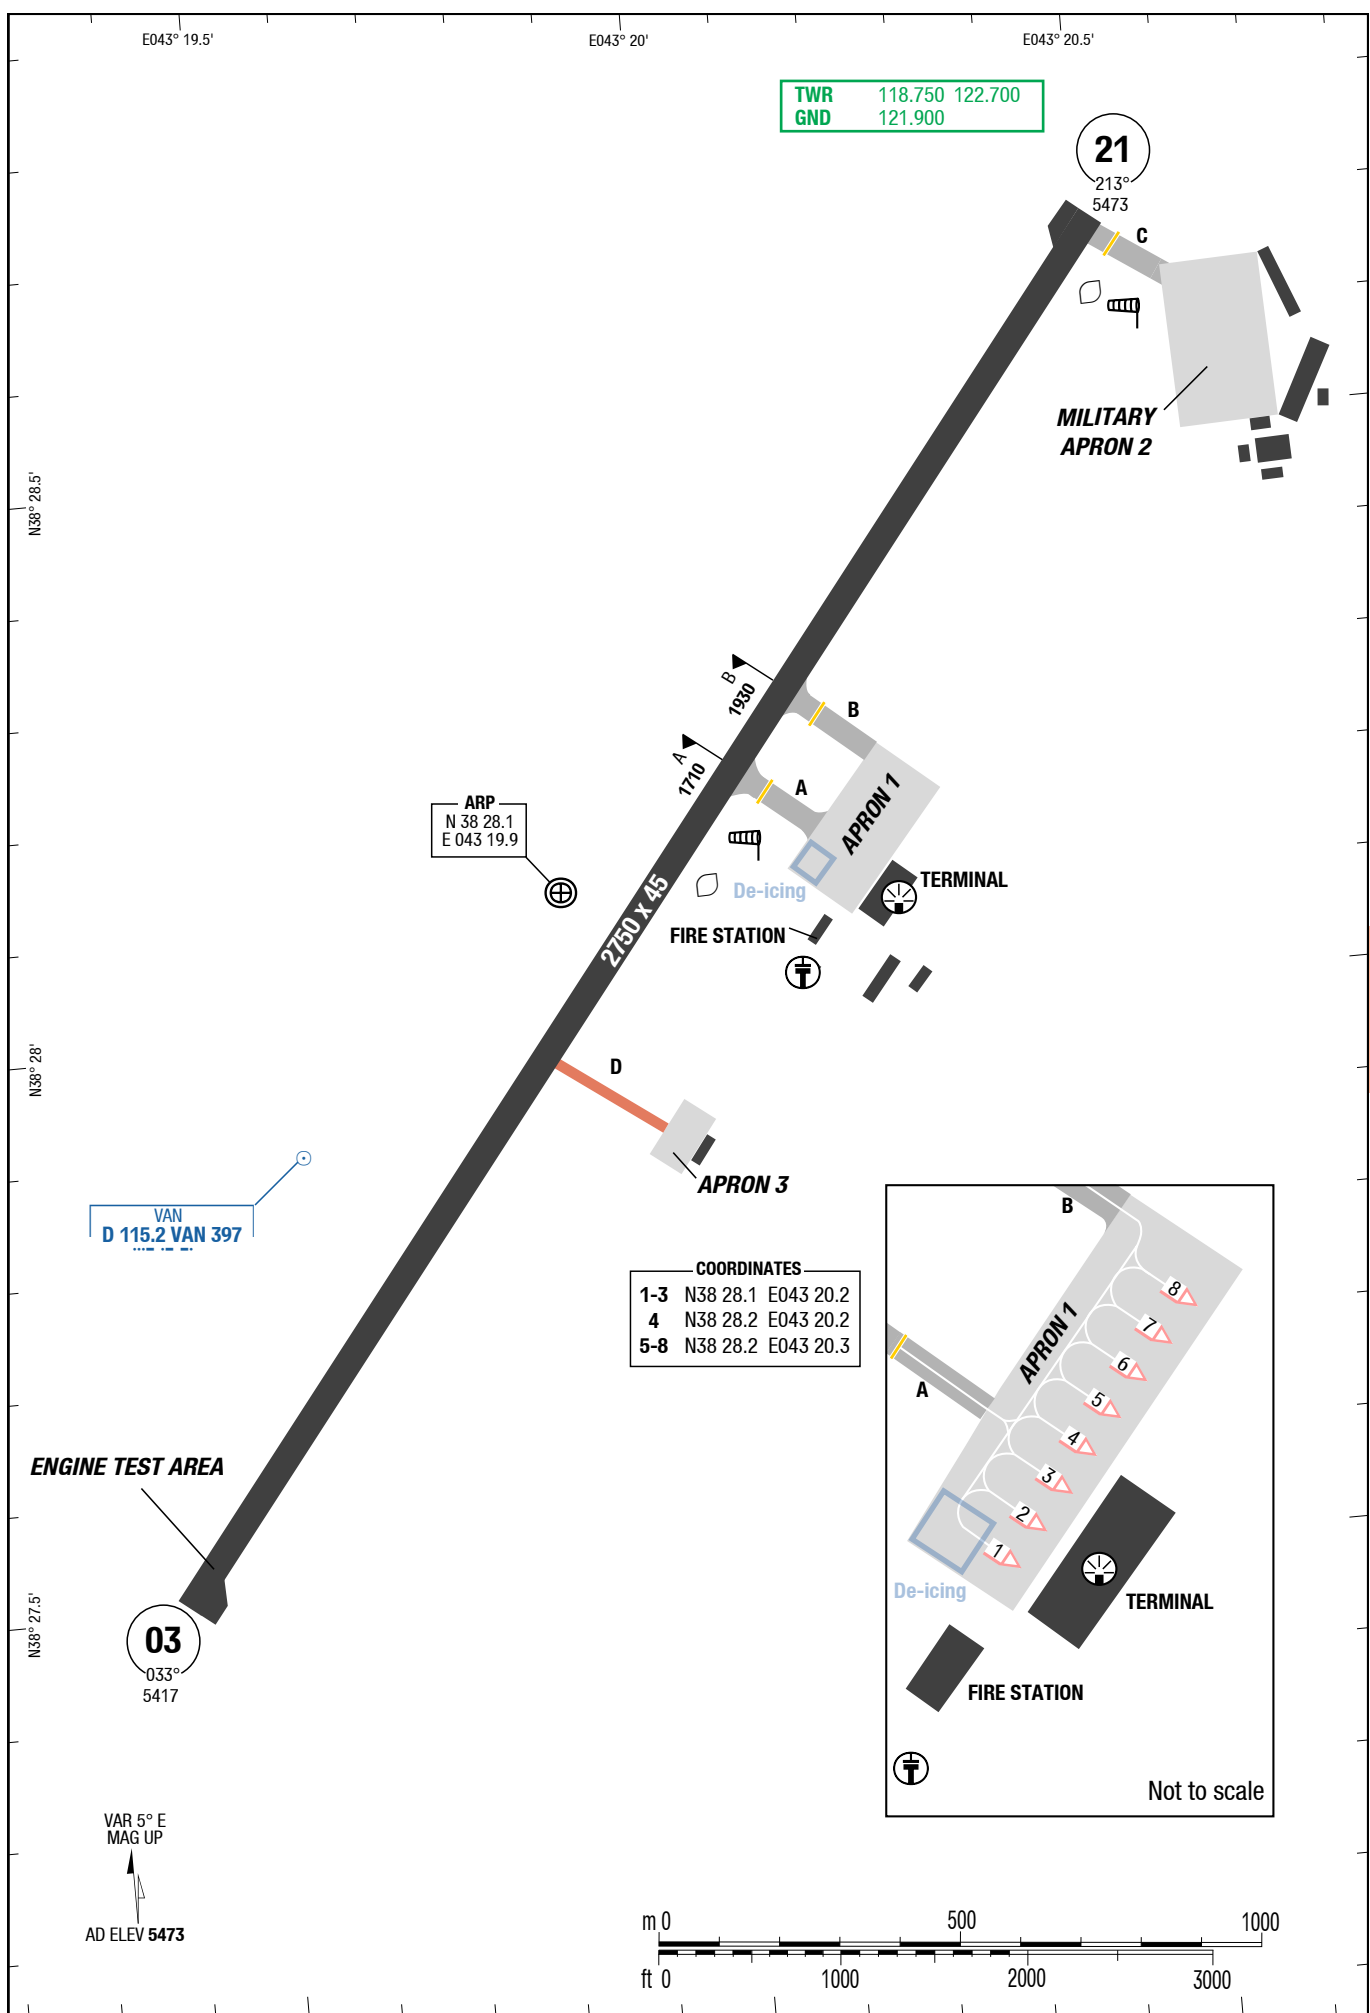 E043° 19.5'
E043° 20'
E043° 20.5'
TWR 118.750 122.700
GND 121.900
21
213°
5473
C
MILITARY
APRON 2
N38° 28.5'
B
1930
B
A
1710
A
APRON 1
ARP
N 38 28.1
E 043 19.9
De-icing
TERMINAL
2750 x 45
FIRE STATION
N38° 28'
D
APRON 3
VAN
D 115.2 VAN 397
COORDINATES
1-3 N38 28.1 E043 20.2
4 N38 28.2 E043 20.2
5-8 N38 28.2 E043 20.3
B
8
7
APRON 1
6
A
5
4
3
2
1
De-icing
TERMINAL
FIRE STATION
Not to scale
ENGINE TEST AREA
N38° 27.5'
03
033°
5417
VAR 5° E
MAG UP
AD ELEV 5473
m 0 500 1000
ft 0 1000 2000 3000